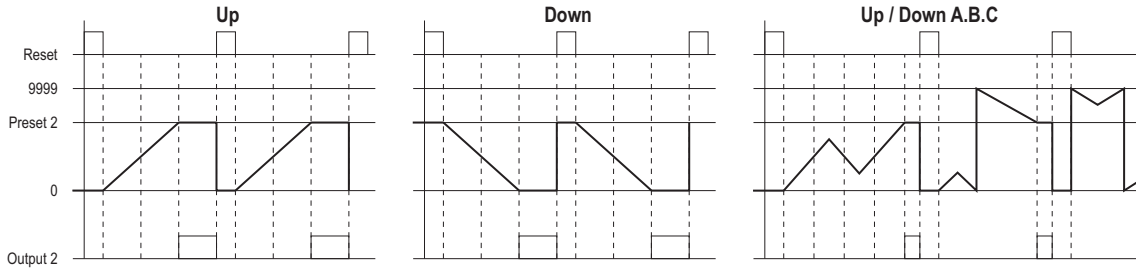 Up
Down
Up / Down A.B.C
Reset
9999
Preset 2
0
Output 2